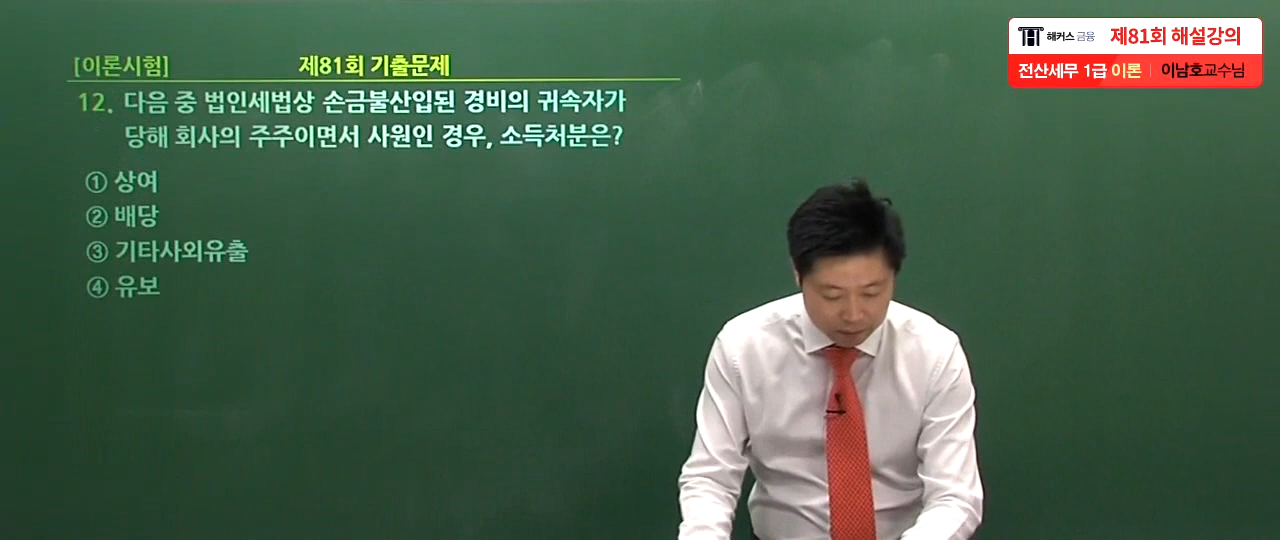 [이론시험] 제81회 기출문제
12. 다음 중 법인세법상 손금불산입된 경비의 귀속자가
당해 회사의 주주이면서 사원인 경우, 소득처분은?
① 상여
② 배당
③ 기타사외유출
④ 유보
해커스 금융 제81회 해설강의
전산세무 1급 이론 | 이남호교수님